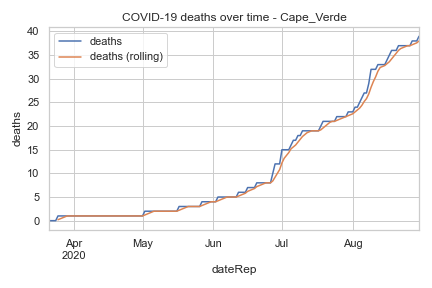 COVID-19 deaths over time - Cape_Verde
deaths
deaths (rolling)
deaths
40
35
30
25
20
15
10
5
0
Apr
2020
May
Jun
Jul
Aug
dateRep